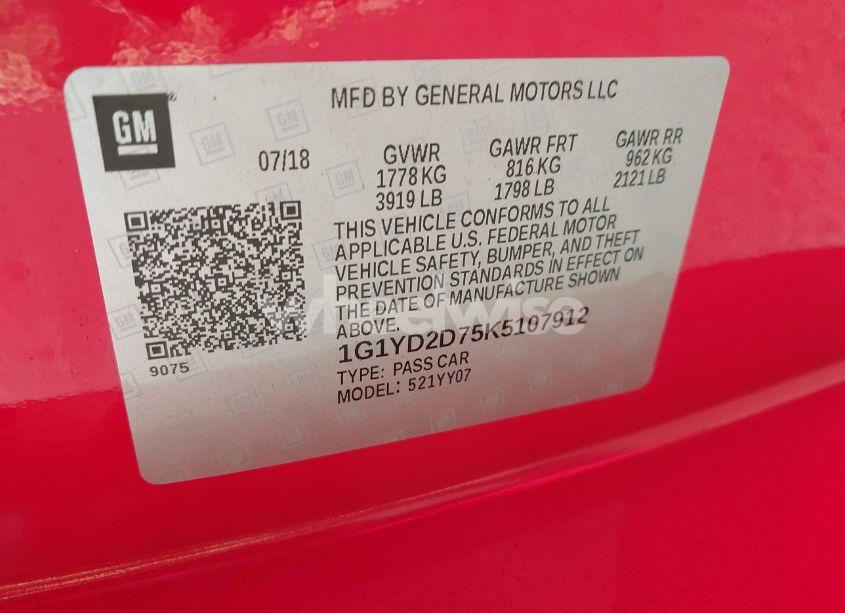 GM
MFD BY GENERAL MOTORS LLC
07/18
GVWR
1778 KG
3919 LB
GAWR FRT
816 KG
1798 LB
GAWR RR
962 KG
2121 LB
THIS VEHICLE CONFORMS TO ALL
APPLICABLE U.S. FEDERAL MOTOR
VEHICLE SAFETY, BUMPER, AND THEFT
PREVENTION STANDARDS IN EFFECT ON
THE DATE OF MANUFACTURE SHOWN
ABOVE.
1G1YD2D75K5107912
TYPE: PASS CAR
MODEL: 521YY07
9075